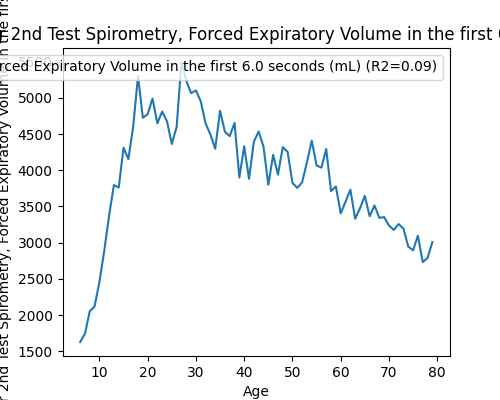 2nd Test Spirometry, Forced Expiratory Volume in the first
5500
rced Expiratory Volume in the first 6.0 seconds (mL) (R2=0.09)
5000
4500
4000
3500
3000
2500
2000
1500
2nd Test Spirometry, Forced Expiratory Volume in the firs
10 20 30 40 50 60 70 80
Age